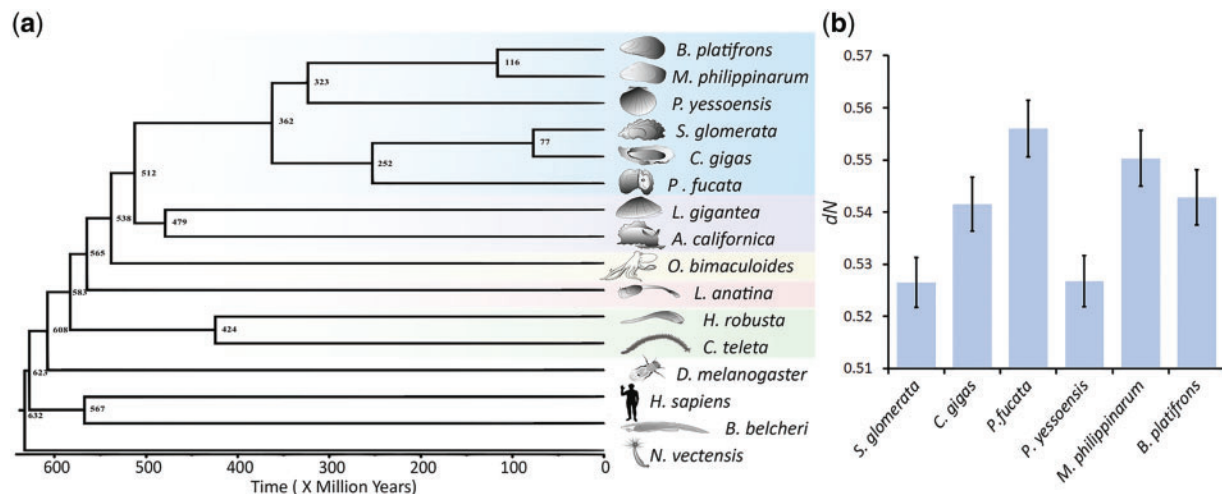 (a)
B. platifrons
M. philippinarum
P. yessoensis
S. glomerata
C. gigas
P . fucata
L. gigantea
A. californica
O. bimaculoides
L. anatina
H. robusta
C. teleta
D. melanogaster
H. sapiens
B. belcheri
N. vectensis
116
323
362
77
252
512
479
538
565
583
424
608
623
567
632
600 500 400 300 200 100 0
Time ( X Million Years)
(b)
0.57
0.56
0.55
0.54
0.53
0.52
0.51
dN
S. glomerata
C. gigas
P.fucata
P. yessoensis
M. philippinarum
B. platifrons